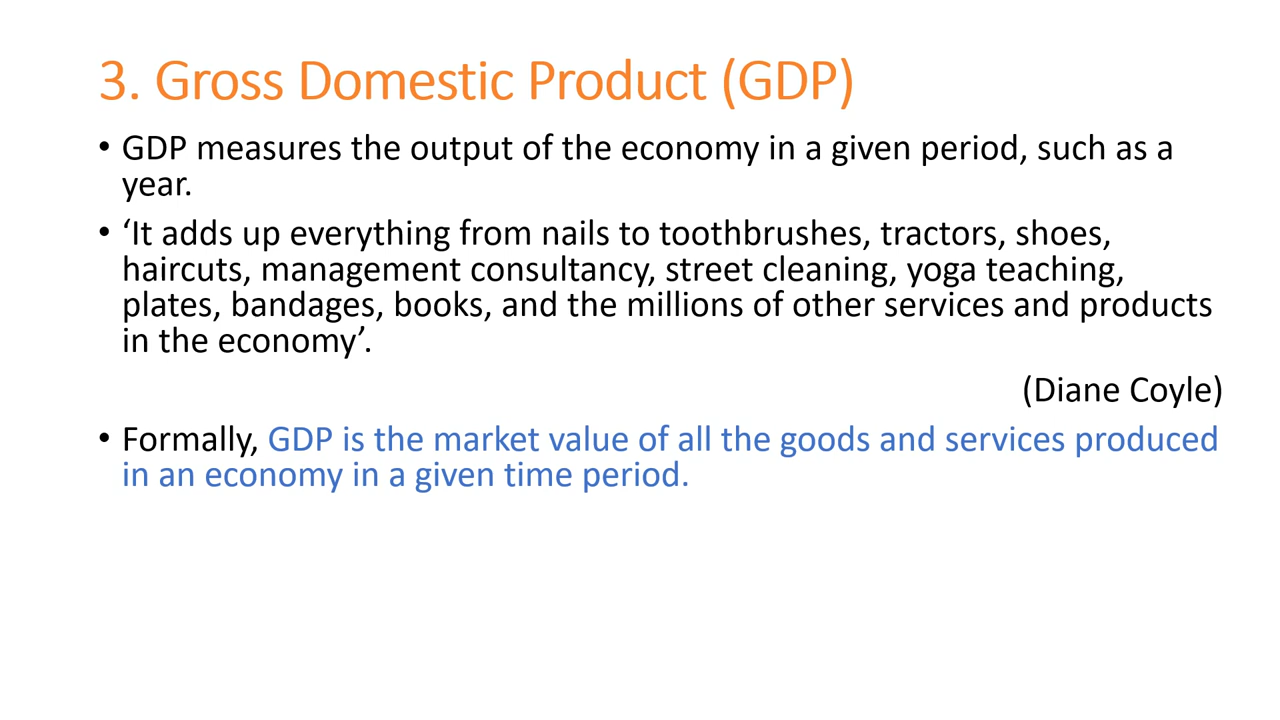 3. Gross Domestic Product (GDP)
• GDP measures the output of the economy in a given period, such as a
year.
• ‘It adds up everything from nails to toothbrushes, tractors, shoes,
haircuts, management consultancy, street cleaning, yoga teaching,
plates, bandages, books, and the millions of other services and products
in the economy’.
(Diane Coyle)
• Formally, GDP is the market value of all the goods and services produced
in an economy in a given time period.